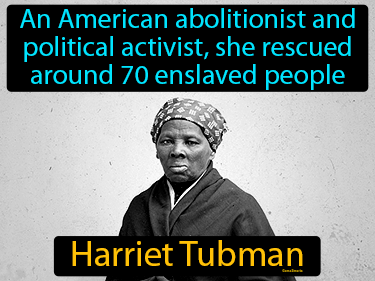 An American abolitionist and
political activist, she rescued
around 70 enslaved people
Harriet Tubman